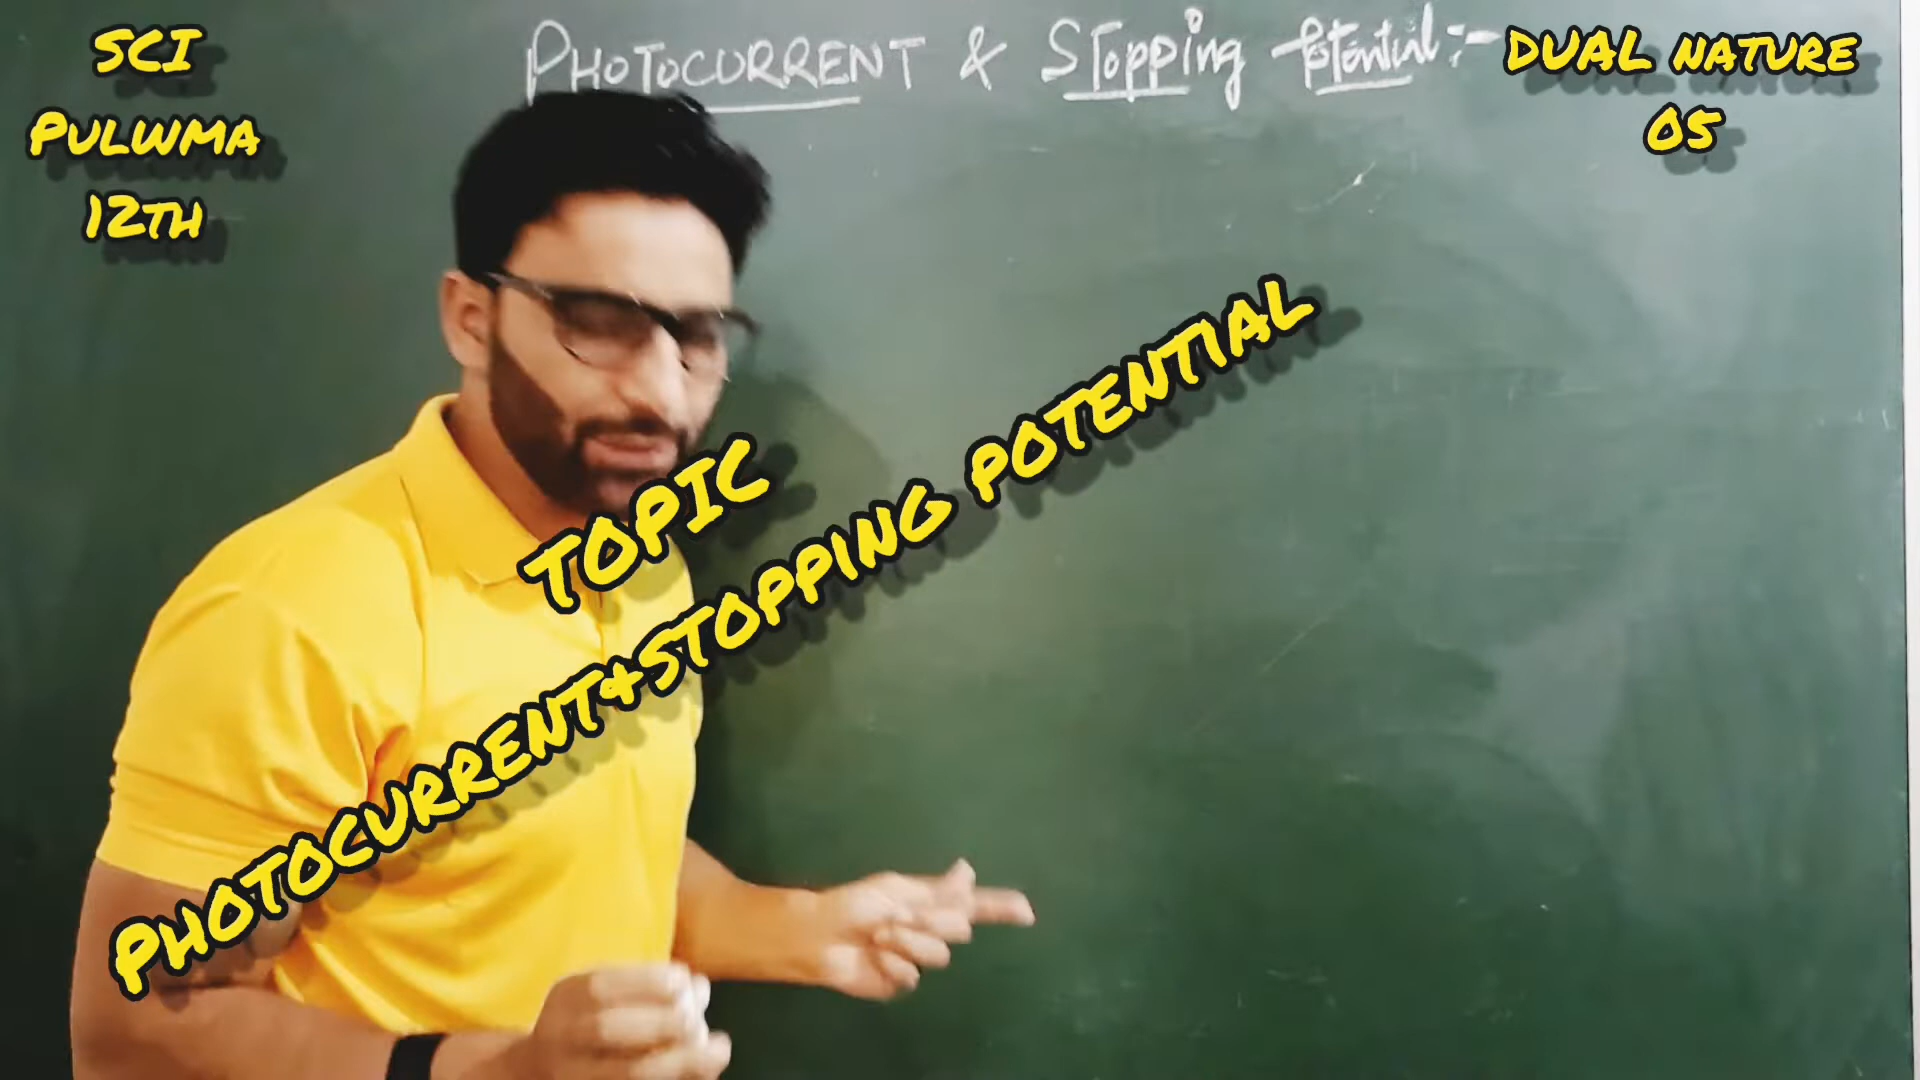 SCI
PULWMA
12TH
PHOTOCURRENT & STopping potential :-
DUAL NATURE
05
TOPIC
PHOTOCURRENT&STOPPING POTENTIAL